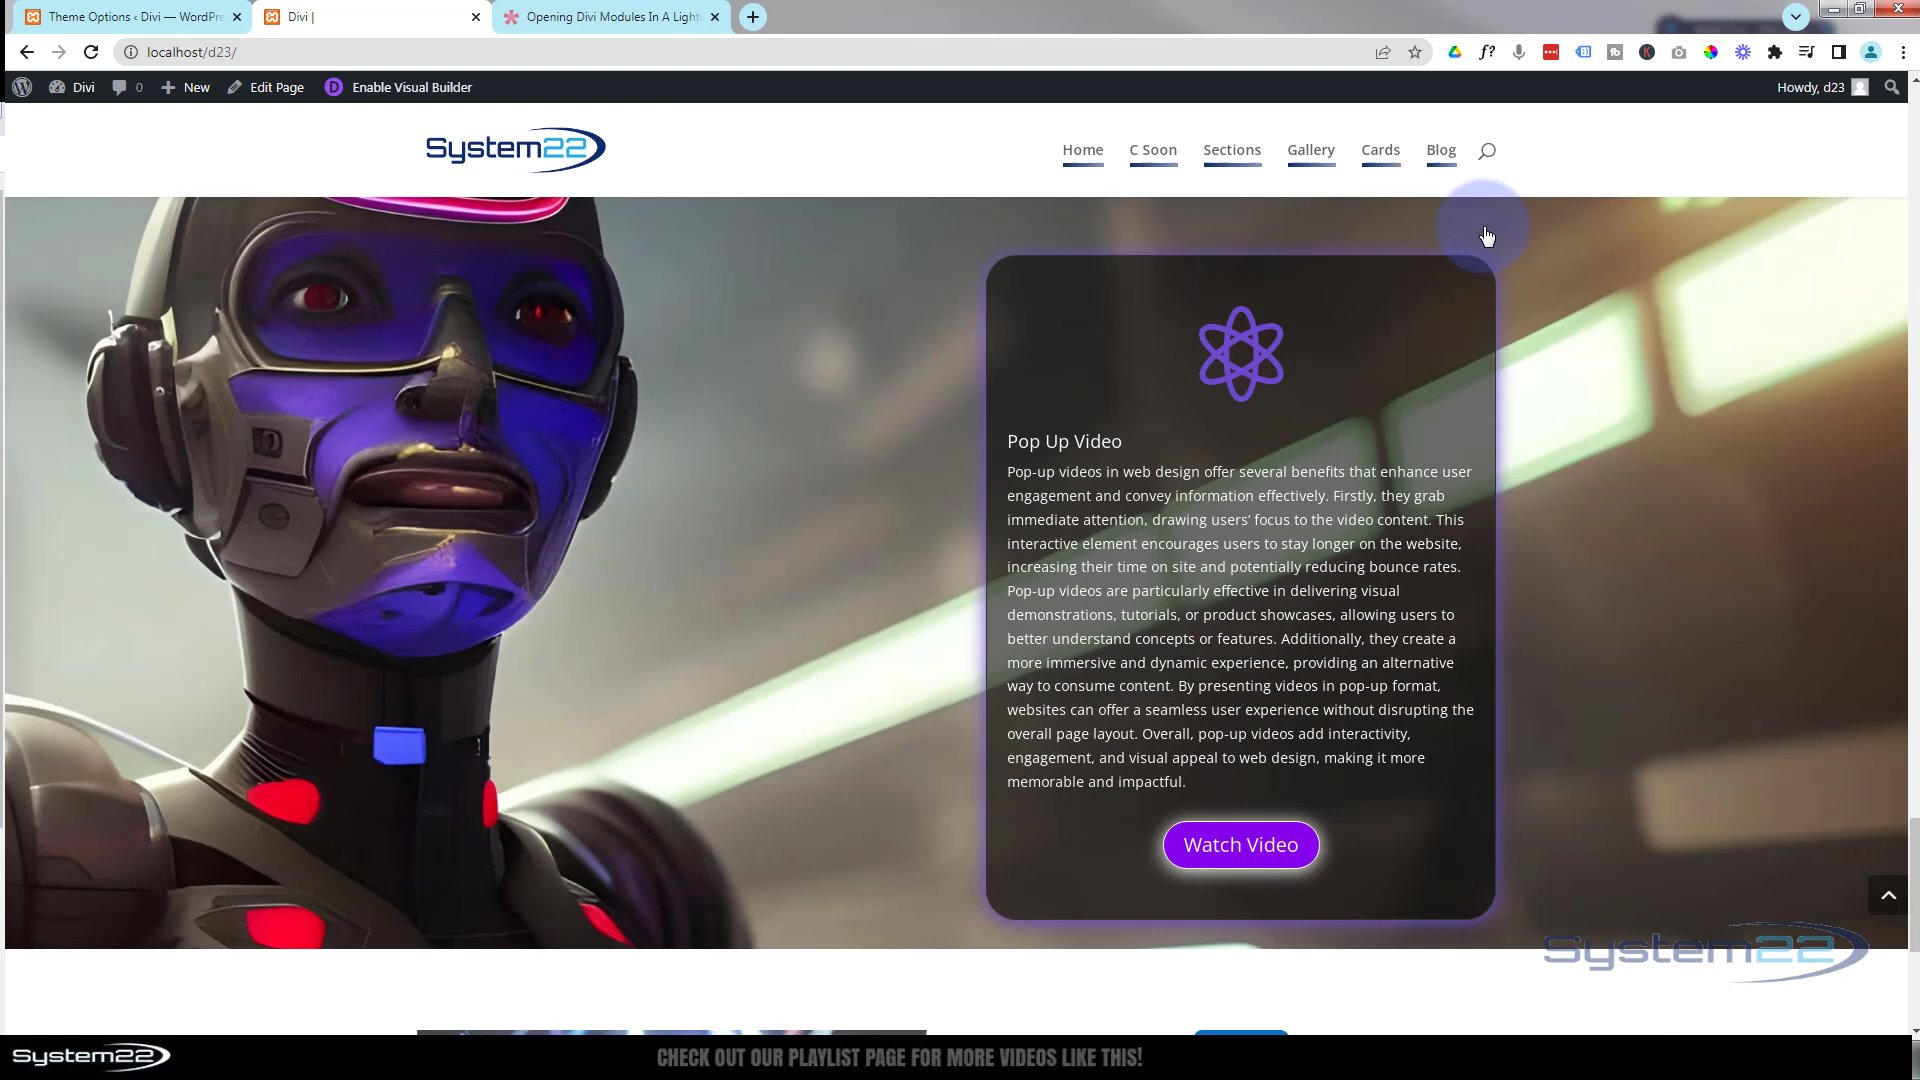 Theme Options ‹ Divi — WordPre
Divi |
Opening Divi Modules In A Light
localhost/d23/
Divi
0
New
Edit Page
Enable Visual Builder
Howdy, d23
System22
Home
C Soon
Sections
Gallery
Cards
Blog
Pop Up Video
Pop-up videos in web design offer several benefits that enhance user
engagement and convey information effectively. Firstly, they grab
immediate attention, drawing users’ focus to the video content. This
interactive element encourages users to stay longer on the website,
increasing their time on site and potentially reducing bounce rates.
Pop-up videos are particularly effective in delivering visual
demonstrations, tutorials, or product showcases, allowing users to
better understand concepts or features. Additionally, they create a
more immersive and dynamic experience, providing an alternative
way to consume content. By presenting videos in pop-up format,
websites can offer a seamless user experience without disrupting the
overall page layout. Overall, pop-up videos add interactivity,
engagement, and visual appeal to web design, making it more
memorable and impactful.
Watch Video
System22
System22
CHECK OUT OUR PLAYLIST PAGE FOR MORE VIDEOS LIKE THIS!